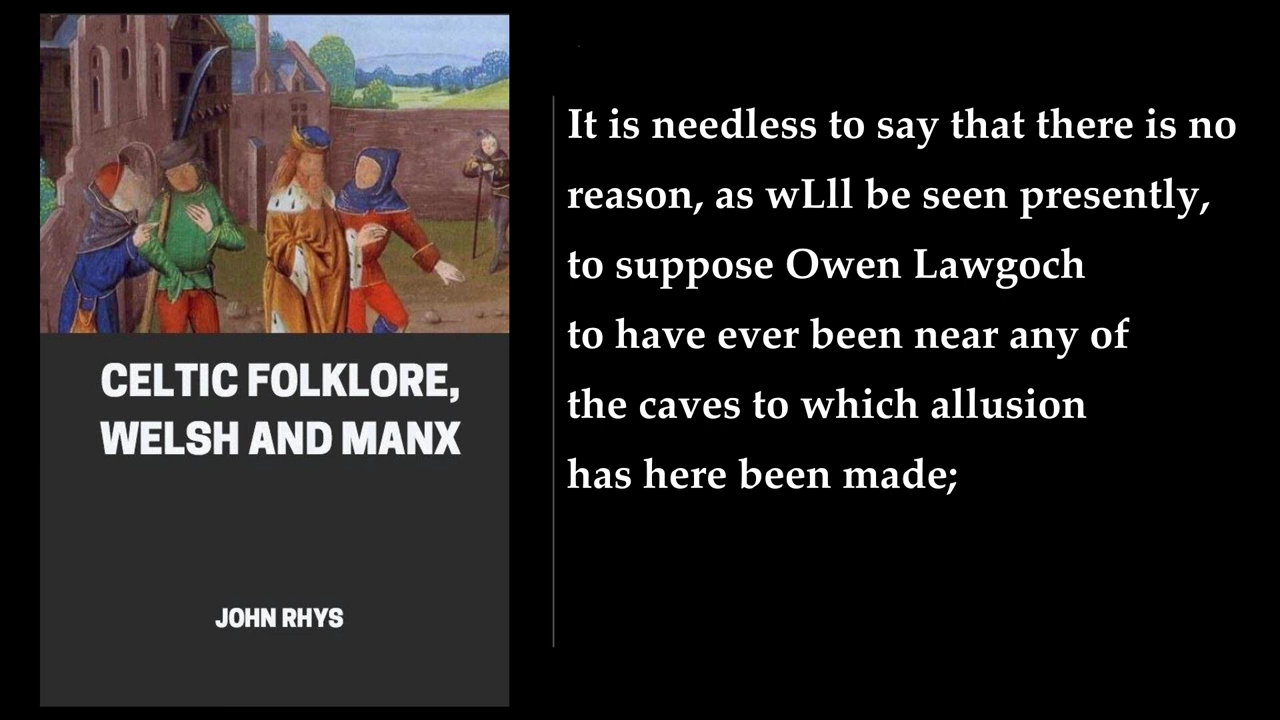 CELTIC FOLKLORE,
WELSH AND MANX
JOHN RHYS
It is needless to say that there is no
reason, as wLll be seen presently,
to suppose Owen Lawgoch
to have ever been near any of
the caves to which allusion
has here been made;